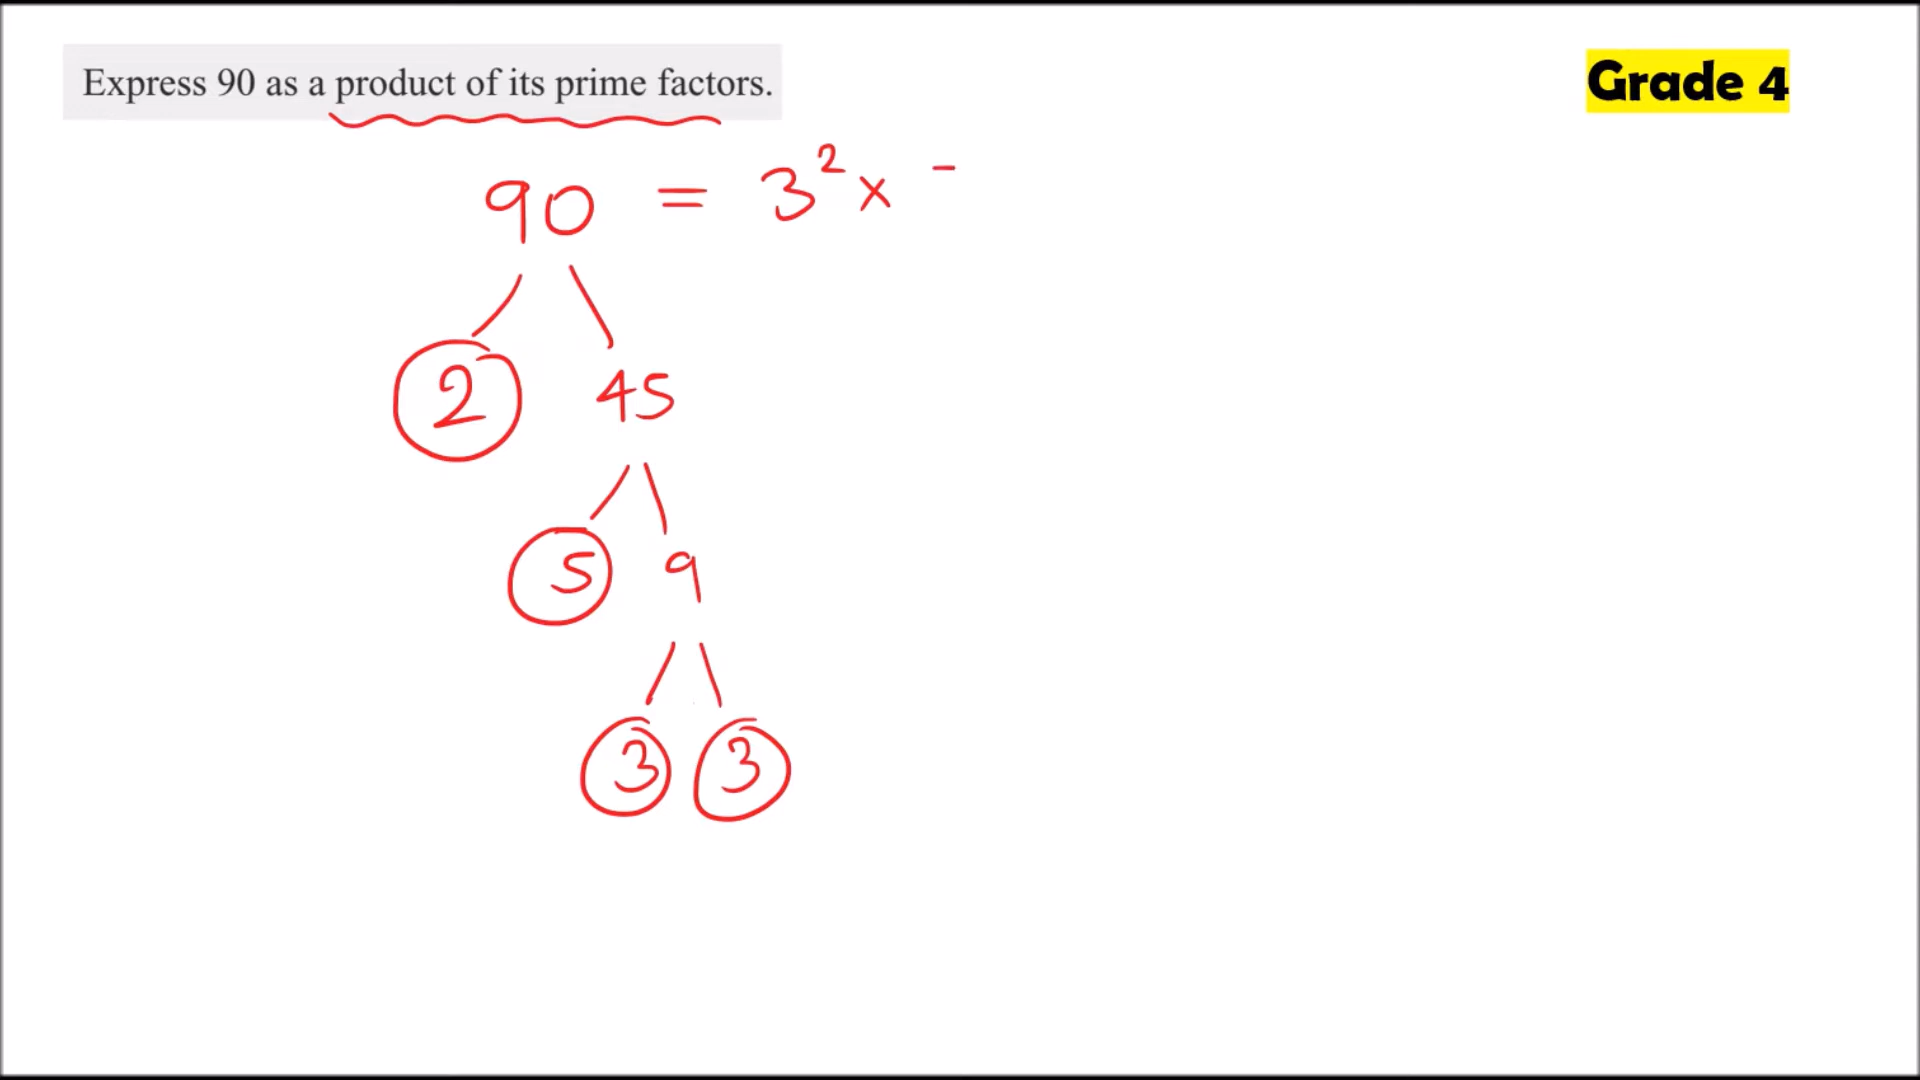 Express 90 as a product of its prime factors.
Grade 4
90 = 3² x
2 45
5 9
3 3